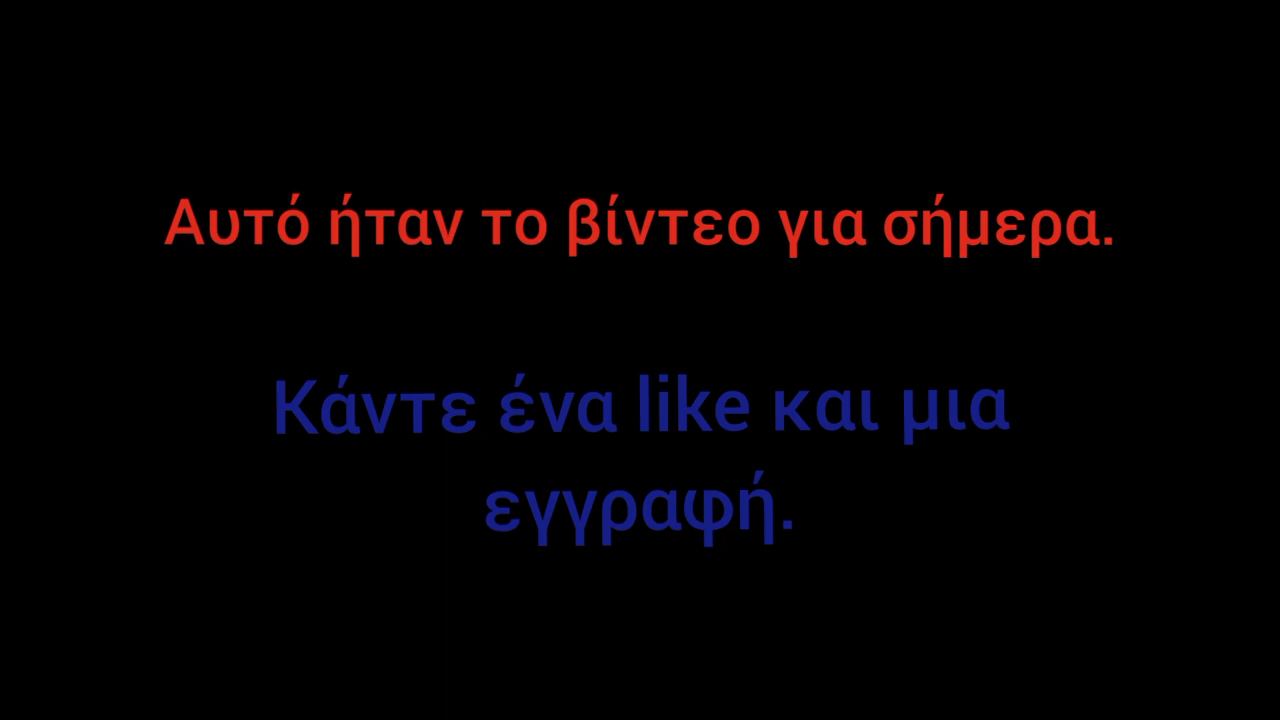 Αυτό ήταν το βίντεο για σήμερα.
Κάντε ένα like και μια
εγγραφή.